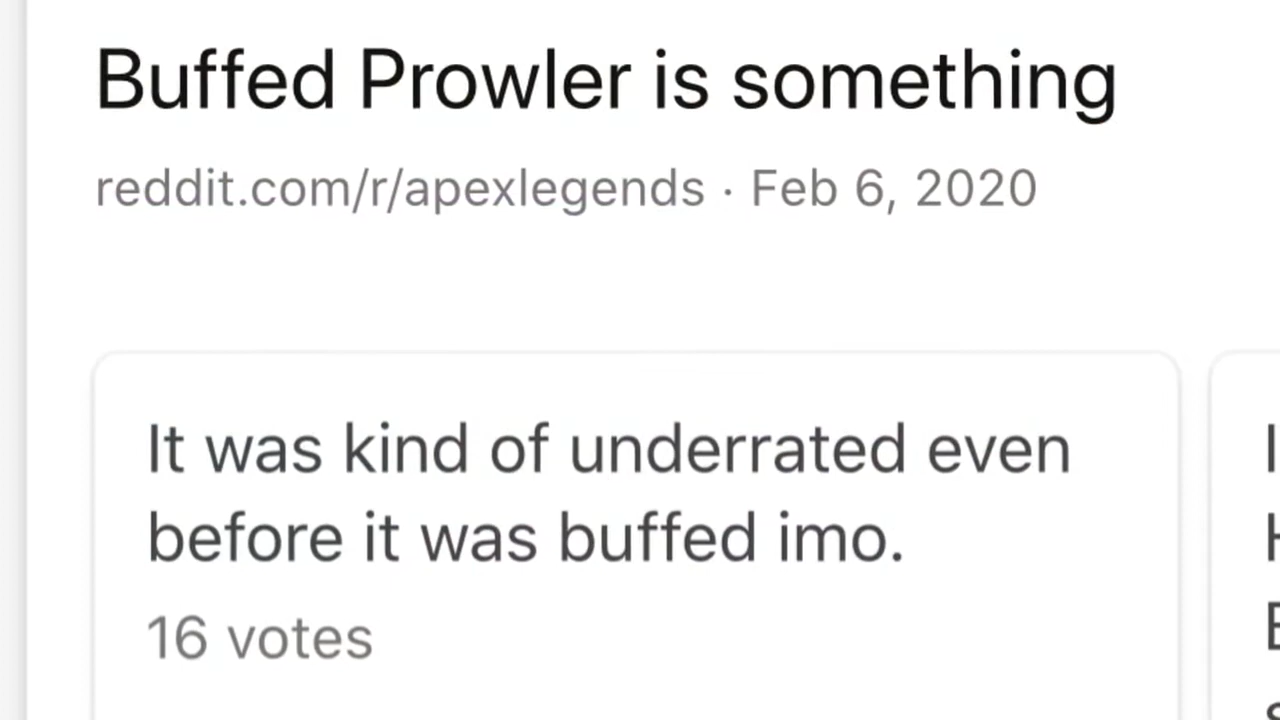 Buffed Prowler is something
reddit.com/r/apexlegends · Feb 6, 2020
It was kind of underrated even
before it was buffed imo.
16 votes